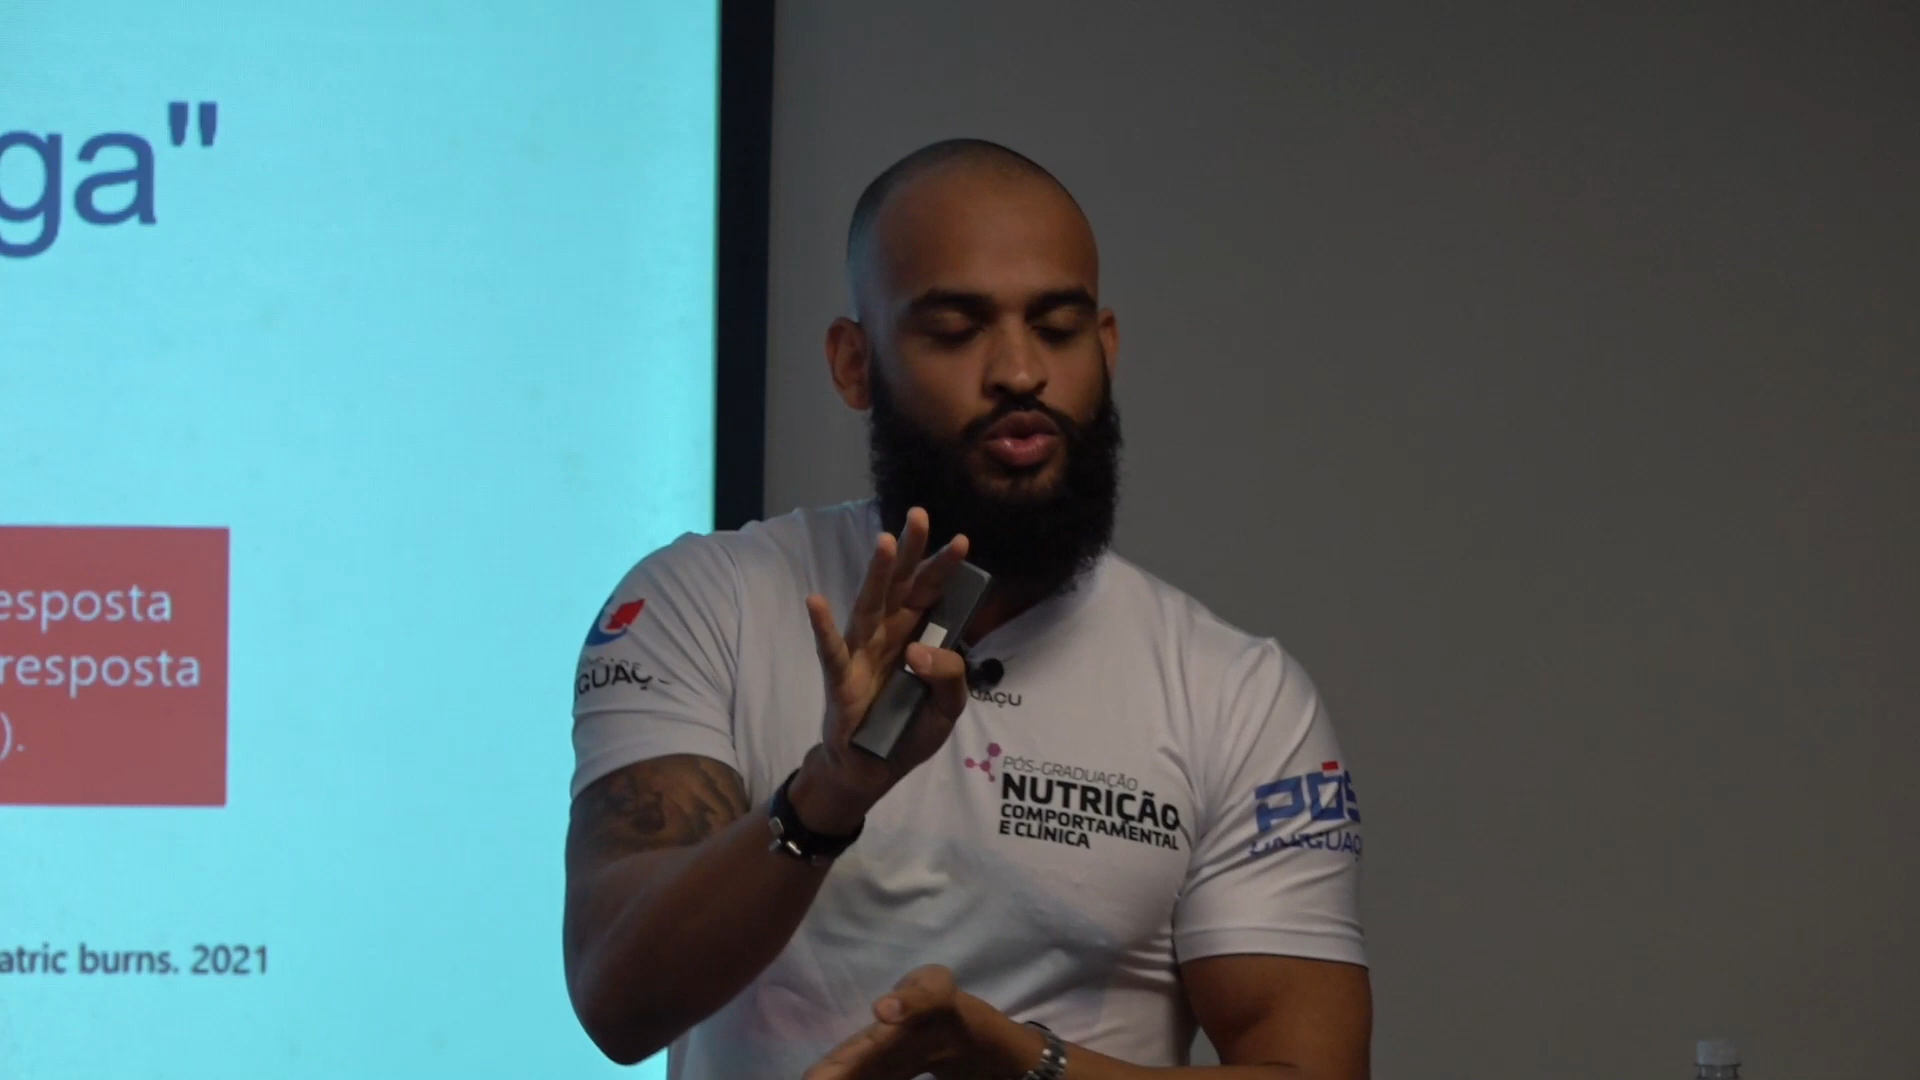 ga"
esposta
resposta
).
atric burns. 2021
GUAÇ
UAÇU
PÓS-GRADUAÇÃO
NUTRIÇÃO
COMPORTAMENTAL
E CLÍNICA
PÓS